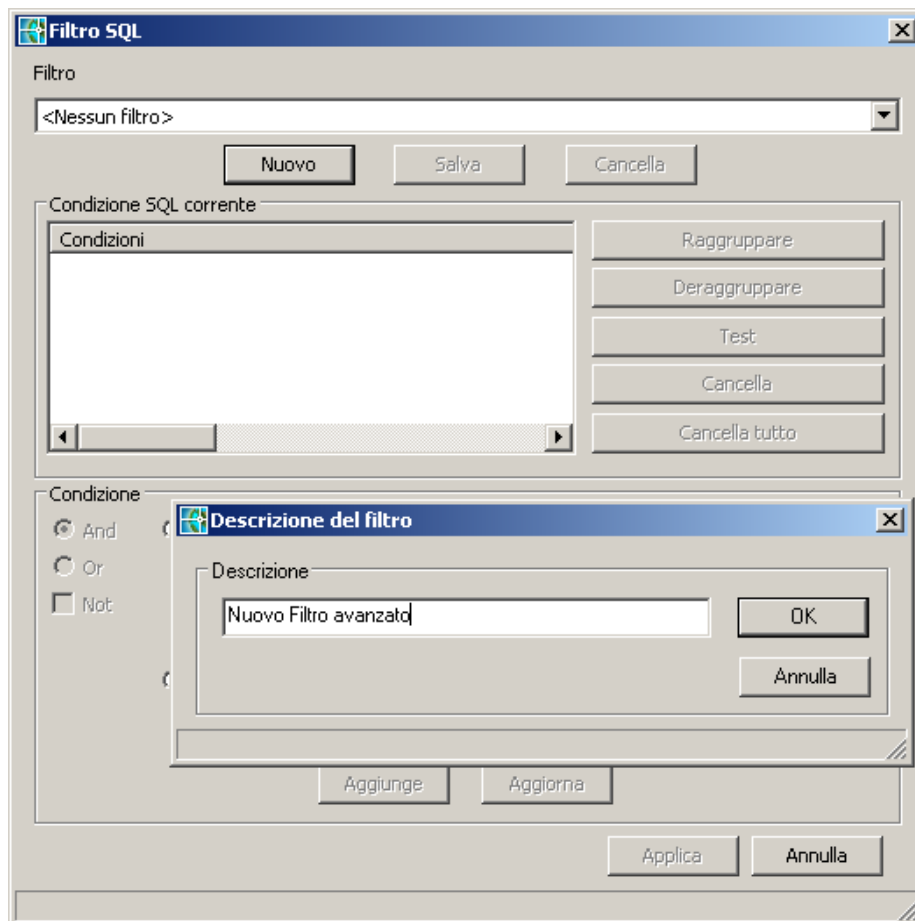 Filtro SQL
Filtro
<Nessun filtro>
Nuovo Salva Cancella
Condizione SQL corrente
Condizioni
Raggruppare
Deraggruppare
Test
Cancella
Cancella tutto
Condizione
And
Or
Not
Descrizione del filtro
Descrizione
Nuovo Filtro avanzato
OK
Annulla
Aggiunge Aggiorna
Applica Annulla